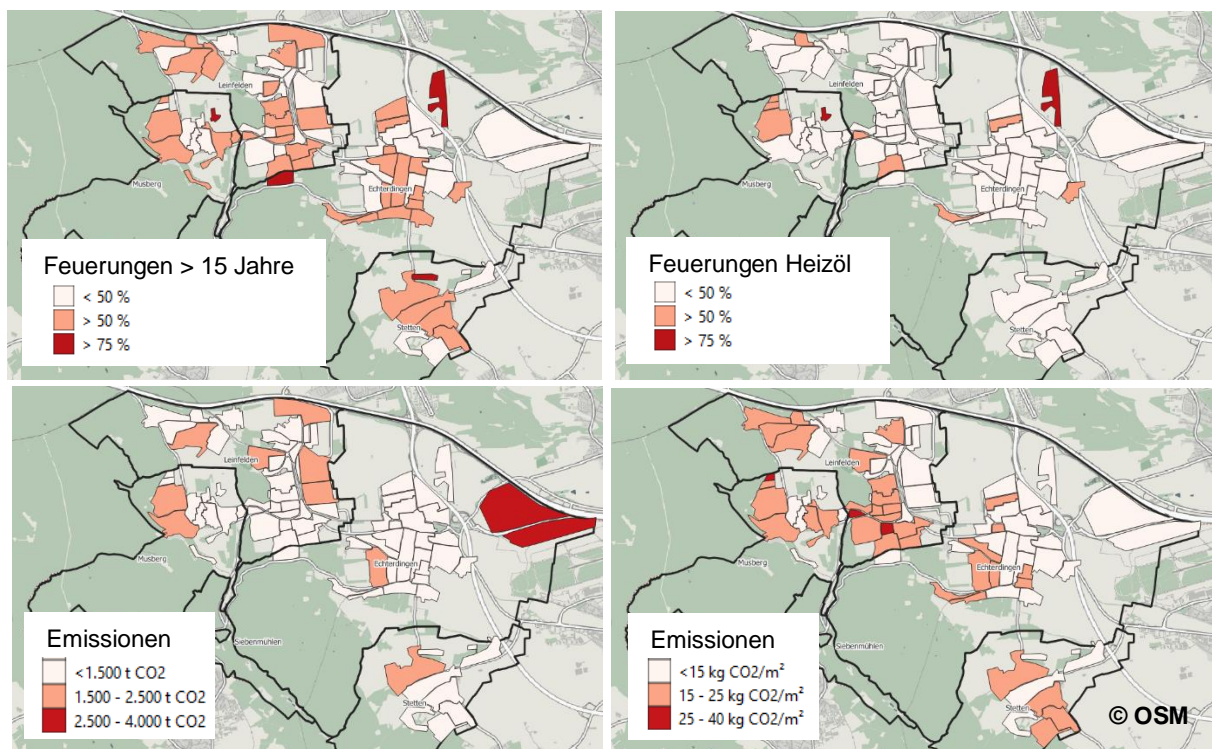 Leinfelden
Musberg
Echterdingen
Stetten
Feuerungen > 15 Jahre
< 50 %
> 50 %
> 75 %
Leinfelden
Musberg
Echterdingen
Stetten
Feuerungen Heizöl
< 50 %
> 50 %
> 75 %
Leinfelden
Musberg
Echterdingen
Siebenmühlen
Stetten
Emissionen
<1.500 t CO2
1.500 - 2.500 t CO2
2.500 - 4.000 t CO2
Leinfelden
Musberg
Echterdingen
Siebenmühlen
Stetten
Emissionen
<15 kg CO2/m²
15 - 25 kg CO2/m²
25 - 40 kg CO2/m²
© OSM